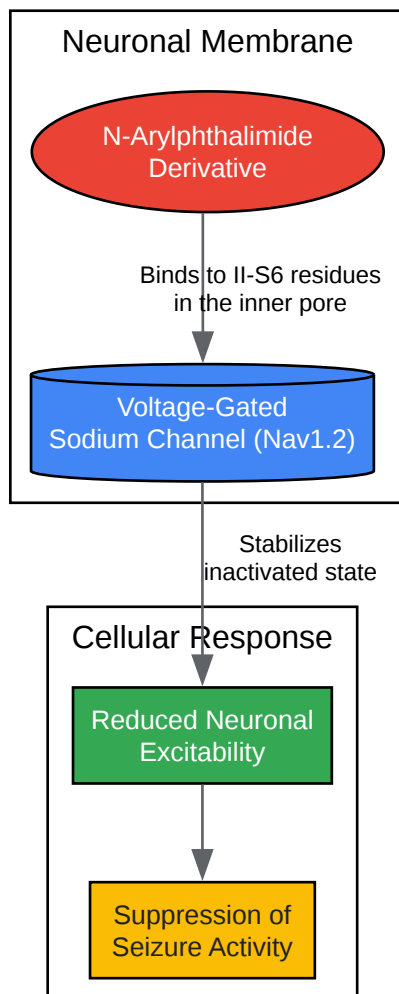 Neuronal Membrane
N-Arylphthalimide
Derivative
Binds to II-S6 residues
in the inner pore
Voltage-Gated
Sodium Channel (Nav1.2)
Stabilizes
inactivated state
Cellular Response
Reduced Neuronal
Excitability
Suppression of
Seizure Activity